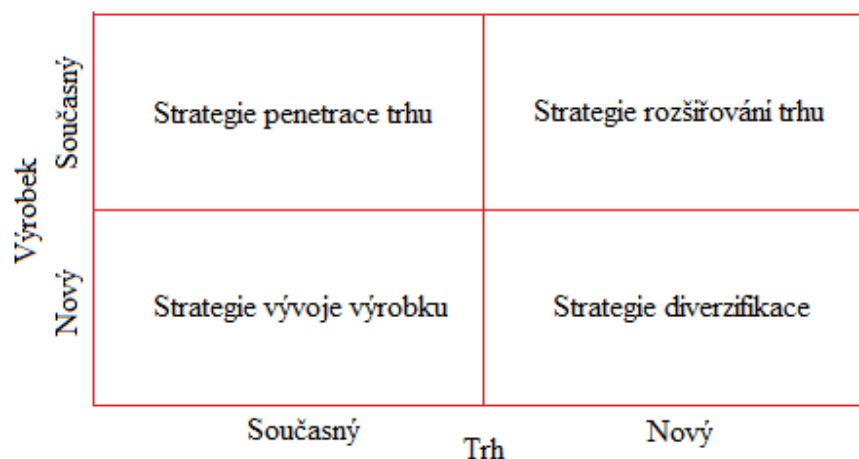 Výrobek
Současný
Strategie penetrace trhu
Strategie rozšiřování trhu
Nový
Strategie vývoje výrobku
Strategie diverzifikace
Současný
Nový
Trh